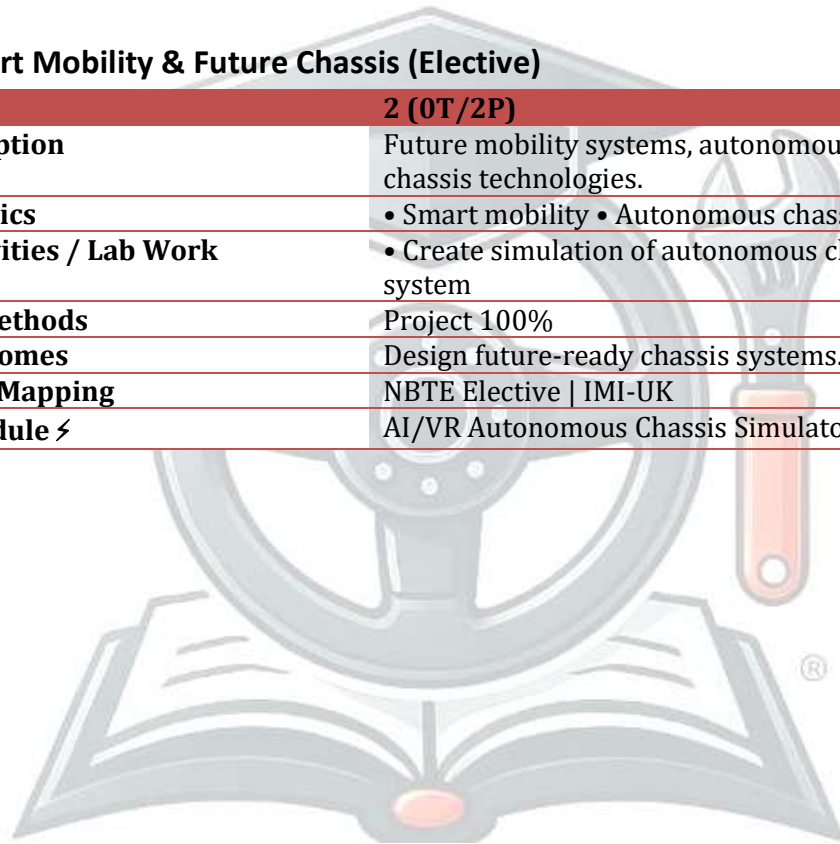 rt Mobility & Future Chassis (Elective)
2 (0T/2P)
ption Future mobility systems, autonomou
chassis technologies.
ics • Smart mobility • Autonomous chas
vities / Lab Work • Create simulation of autonomous c
system
ethods Project 100%
omes Design future-ready chassis systems.
Mapping NBTE Elective | IMI-UK
dule ⚡ AI/VR Autonomous Chassis Simulato
®